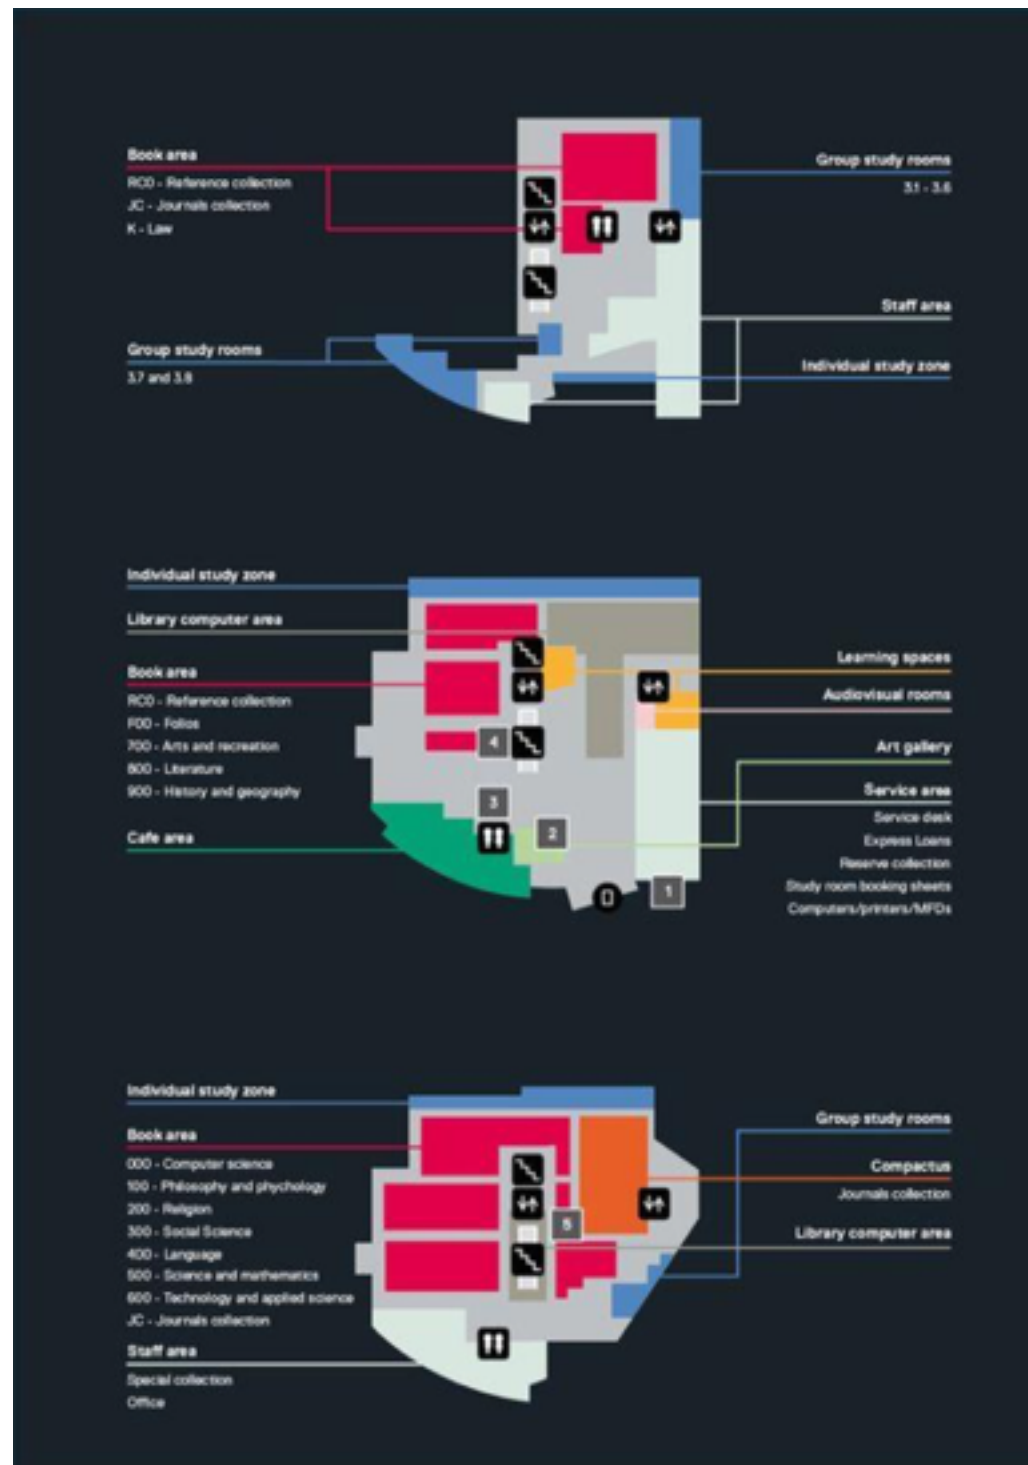 Book area
RC0 - Reference collection
JC - Journals collection
K - Law
Group study rooms
3.7 and 3.8
Group study rooms
3.1 - 3.6
Staff area
Individual study zone
Individual study zone
Library computer area
Book area
RC0 - Reference collection
F00 - Folios
700 - Arts and recreation
800 - Literature
900 - History and geography
Cafe area
4
3
2
1
Learning spaces
Audiovisual rooms
Art gallery
Service area
Service desk
Express Loans
Reserve collection
Study room booking sheets
Computers/printers/MFDs
Individual study zone
Book area
000 - Computer science
100 - Philosophy and phychology
200 - Religion
300 - Social Science
400 - Language
500 - Science and mathematics
600 - Technology and applied science
JC - Journals collection
Staff area
Special collection
Office
5
Group study rooms
Compactus
Journals collection
Library computer area